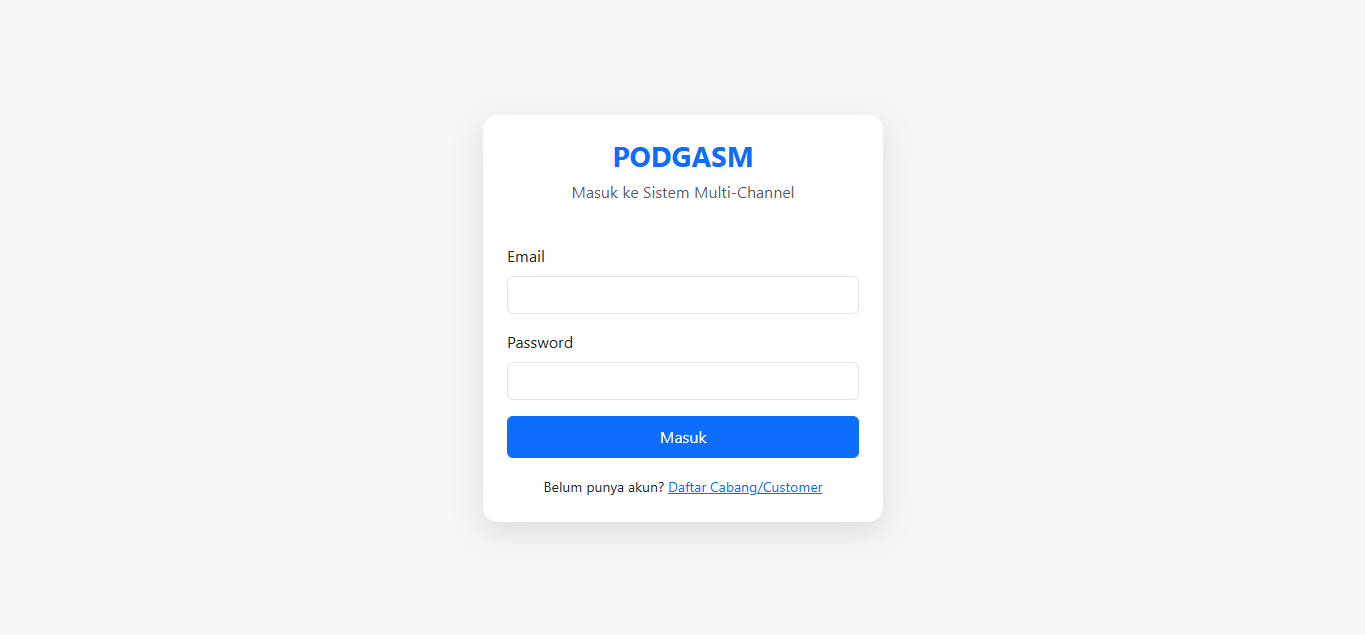 PODGASM
Masuk ke Sistem Multi-Channel
Email
Password
Masuk
Belum punya akun? Daftar Cabang/Customer